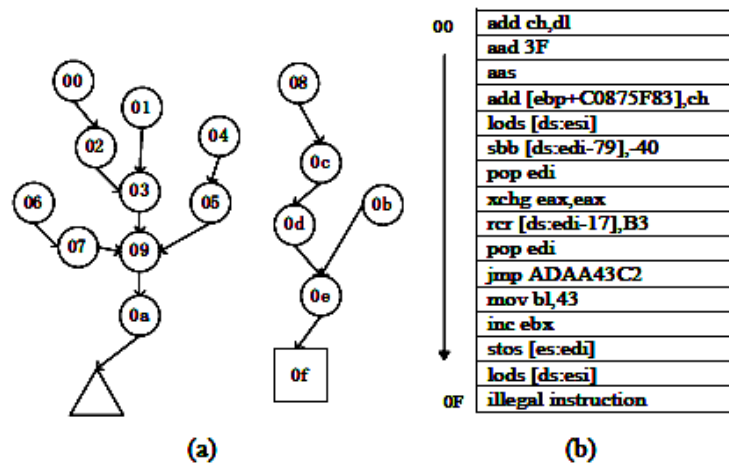 00
01
02
03
04
05
06
07
09
0a
08
0c
0d
0b
0e
0f
(a)
00
add ch,dl
aad 3F
aas
add [ebp+C0875F83],ch
lods [ds:esi]
sbb [ds:edi-79],-40
pop edi
xchg eax,eax
rcr [ds:edi-17],B3
pop edi
jmp ADAA43C2
mov bl,43
inc ebx
stos [es:edi]
lods [ds:esi]
0F
illegal instruction
(b)